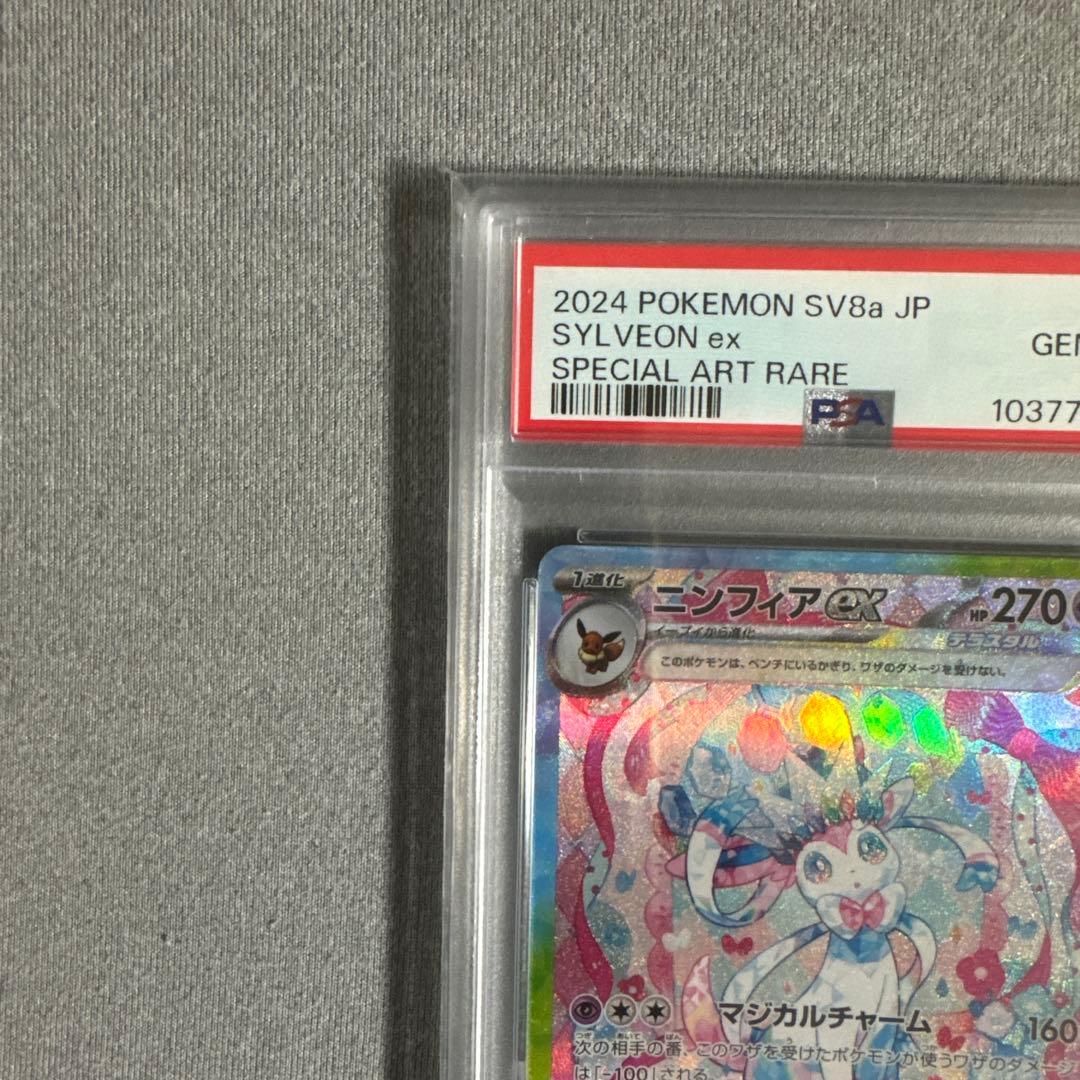 2024 POKEMON SV8a JP
SYLVEON ex
GEM
SPECIAL ART RARE
PSA
10377
1進化
ニンフィアex
HP 270
イーブイから進化
テラスタル
このポケモンは、ベンチにいるかぎり、ワザのダメージを受けない。
マジカルチャーム
160
次の相手の番、このワザを受けたポケモンが使うワザのダメージ
は「-100」される